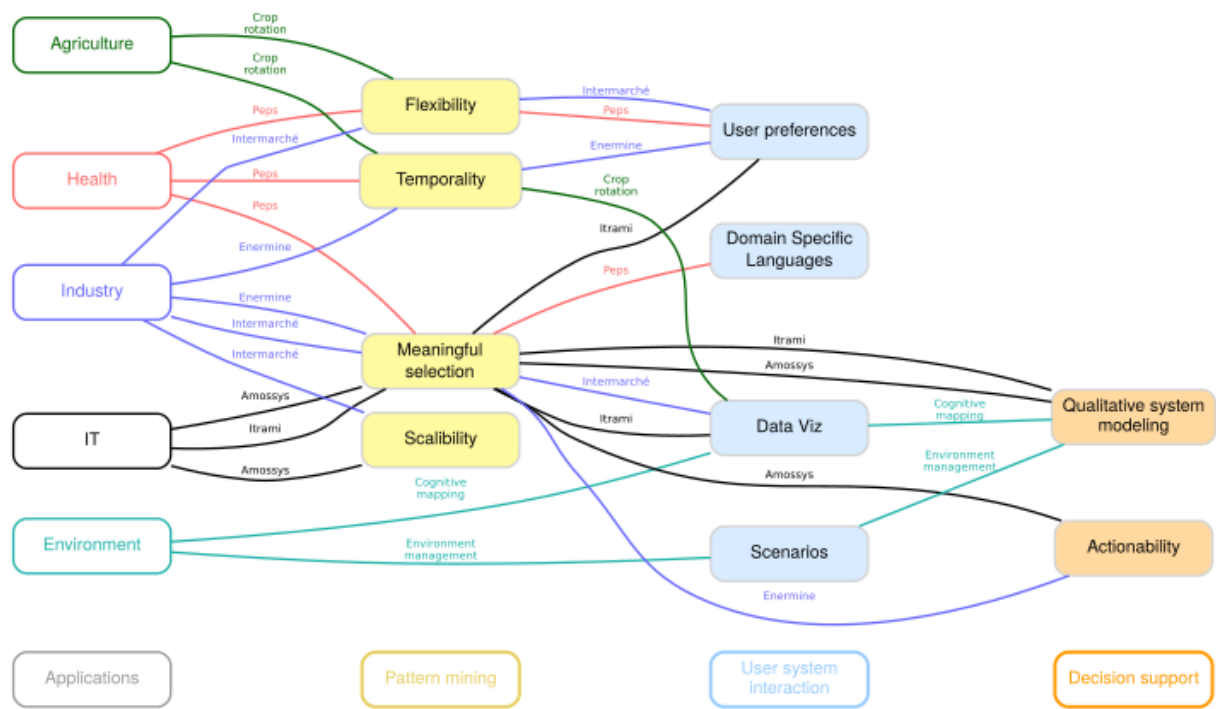 Agriculture
Crop
rotation
Crop
rotation
Flexibility
Intermarché
Peps
User preferences
Peps
Intermarché
Health
Peps
Temporality
Enermine
Crop
rotation
Peps
Itrami
Domain Specific
Languages
Enermine
Peps
Industry
Enermine
Intermarché
Intermarché
Meaningful
selection
Itrami
Amossys
Amossys
Intermarché
Qualitative system
modeling
IT
Itrami
Scalibility
Itrami
Data Viz
Cognitive
mapping
Amossys
Environment
management
Cognitive
mapping
Amossys
Environment
Environment
management
Scenarios
Actionability
Enermine
Applications
Pattern mining
User system
interaction
Decision support